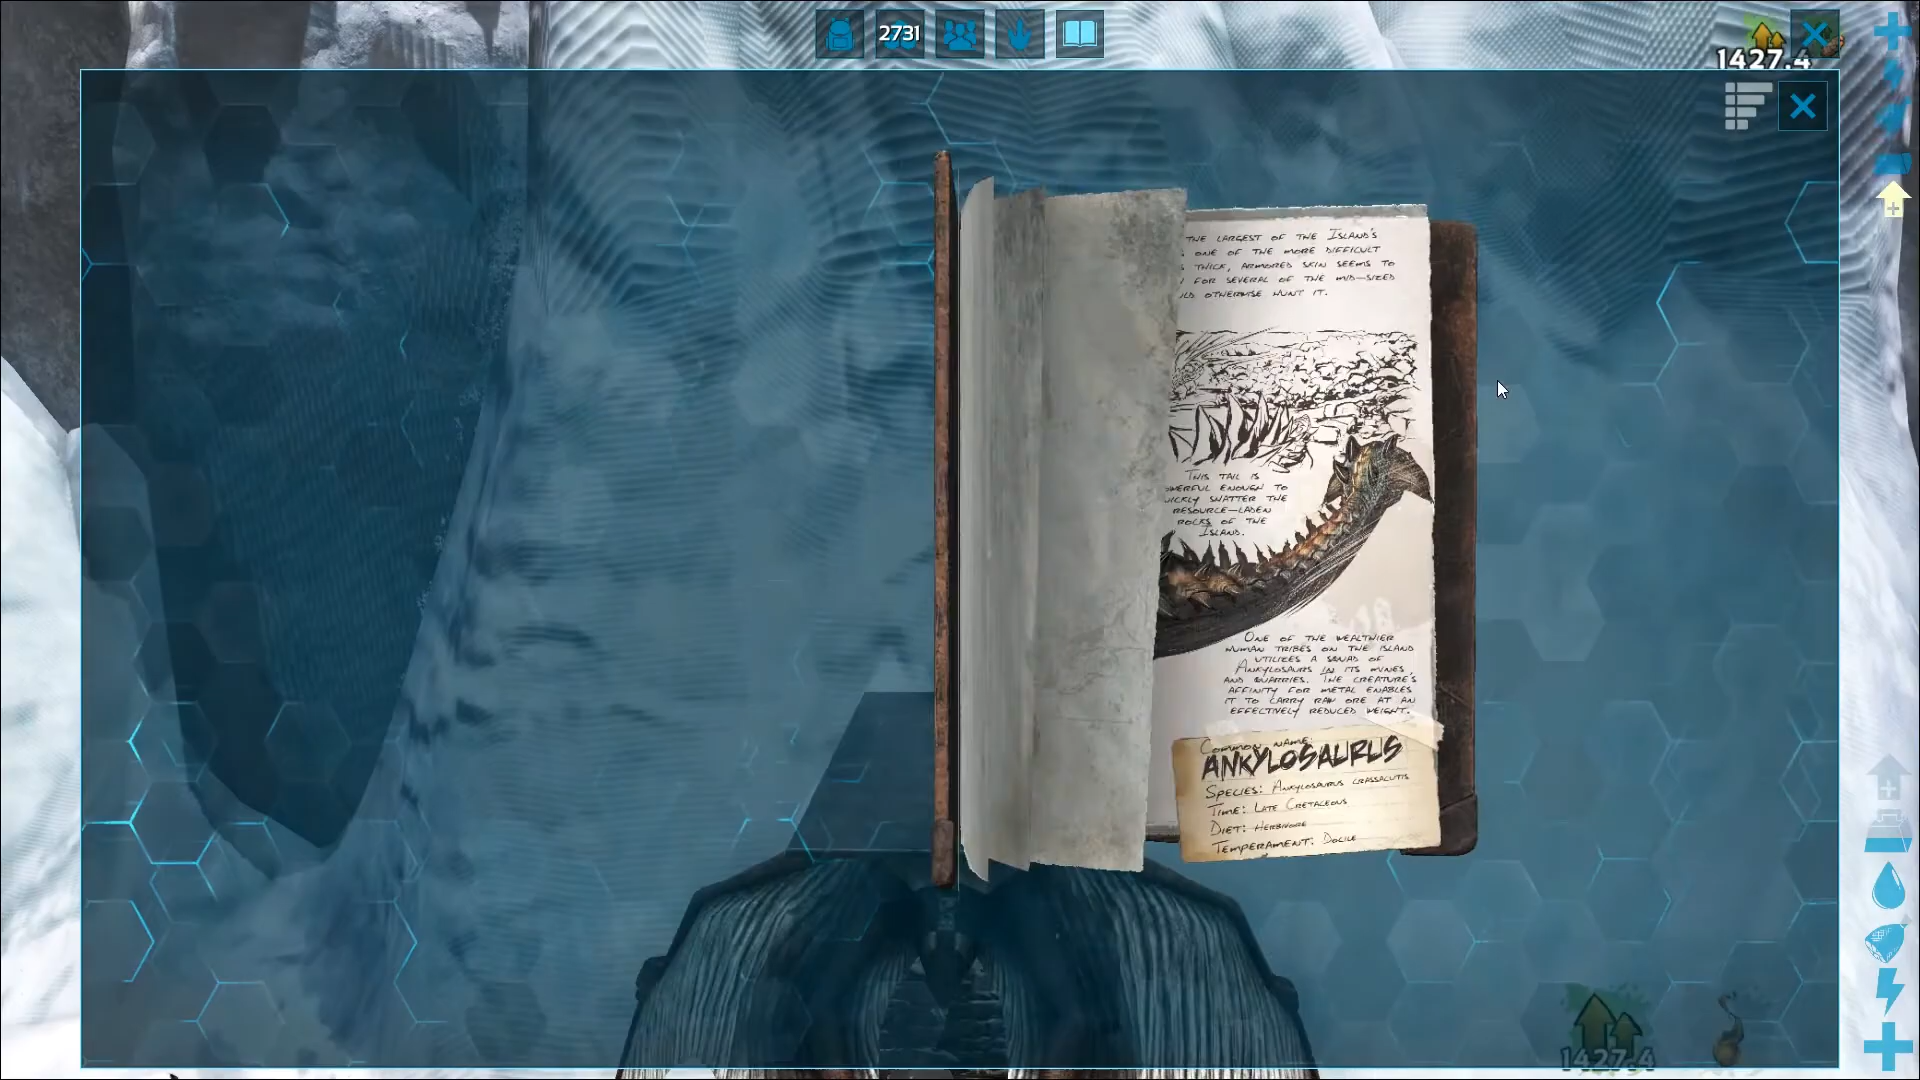 2731
1427.4
THE LARGEST OF THE ISLAND'S
ONE OF THE MORE DIFFICULT
THICK, ARMORED SKIN SEEMS TO
FOR SEVERAL OF THE MID-SIZED
OTHERWISE HUNT IT.
THIS TAIL IS
ENOUGH TO
SHATTER THE
RESOURCE-LADEN
ROCKS OF THE
ISLAND.
ONE OF THE WEALTHIER
HUMAN TRIBES ON THE ISLAND
UTILIZES A SQUAD OF
ANKYLOSAURS IN ITS MINES
AND QUARRIES. THE CREATURE'S
AFFINITY FOR METAL ENABLES
IT TO CARRY RAW ORE AT AN
EFFECTIVELY REDUCED WEIGHT.
COMMON NAME:
ANKYLOSAURUS
SPECIES: ANKYLOSAURUS CRASSACUTIS
TIME: LATE CRETACEOUS
DIET: HERBIVORE
TEMPERAMENT: DOCILE
1427.4